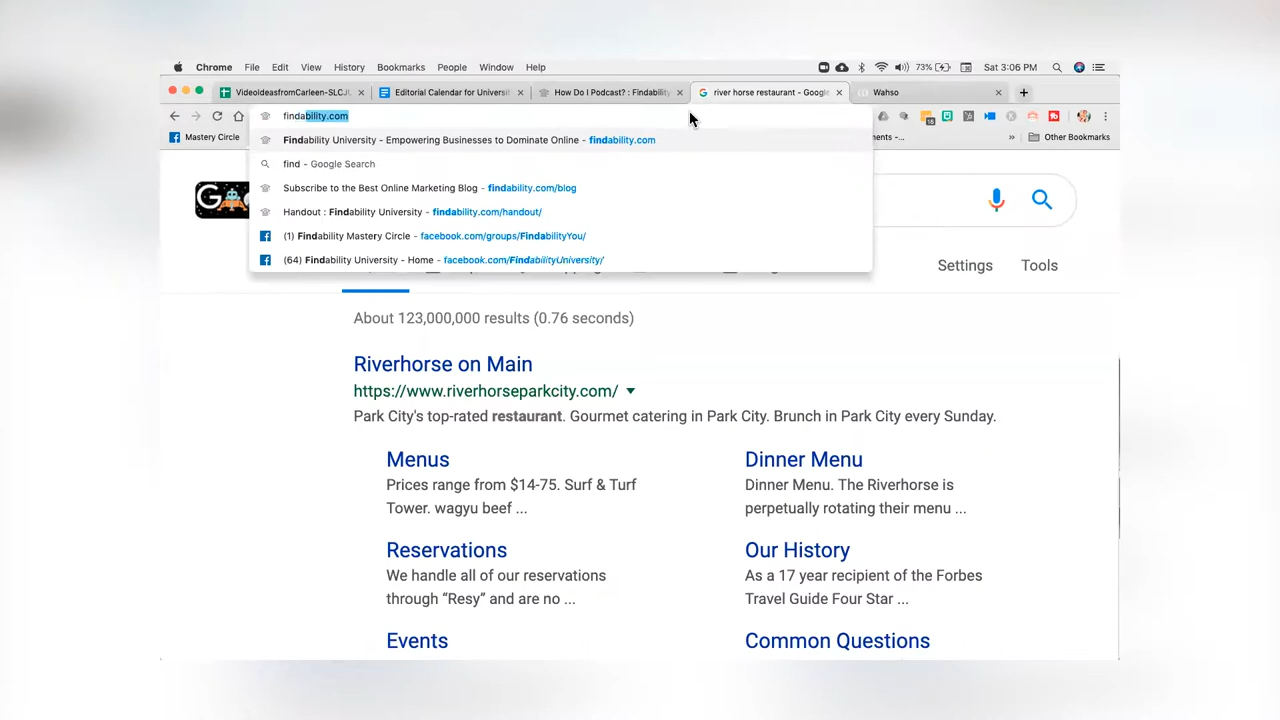 Chrome File Edit View History Bookmarks People Window Help 73% Sat 3:06 PM
VideoIdeasfromCarleen-SLCJU Editorial Calendar for Universit How Do I Podcast? : Findability river horse restaurant - Google Wahso
findability.com
Mastery Circle Other Bookmarks
Findability University - Empowering Businesses to Dominate Online - findability.com
find - Google Search
Subscribe to the Best Online Marketing Blog - findability.com/blog
Handout : Findability University - findability.com/handout/
(1) Findability Mastery Circle - facebook.com/groups/FindabilityYou/
(64) Findability University - Home - facebook.com/FindabilityUniversity/
Settings Tools
About 123,000,000 results (0.76 seconds)
Riverhorse on Main
https://www.riverhorseparkcity.com/
Park City's top-rated restaurant. Gourmet catering in Park City. Brunch in Park City every Sunday.
Menus
Prices range from $14-75. Surf & Turf
Tower. wagyu beef ...
Dinner Menu
Dinner Menu. The Riverhorse is
perpetually rotating their menu ...
Reservations
We handle all of our reservations
through “Resy” and are no ...
Our History
As a 17 year recipient of the Forbes
Travel Guide Four Star ...
Events
Common Questions